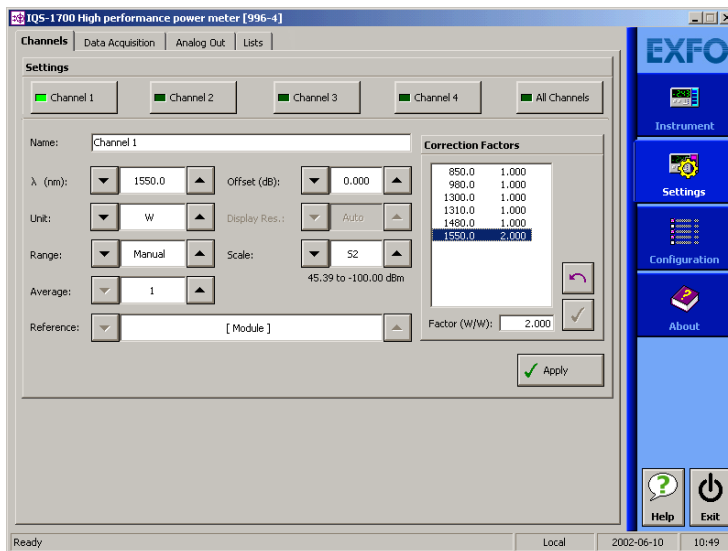 IQS-1700 High performance power meter [996-4]
Channels Data Acquisition Analog Out Lists
EXFO
Settings
Channel 1 Channel 2 Channel 3 Channel 4 All Channels
Instrument
Name: Channel 1
Correction Factors
850.0 1.000
980.0 1.000
1300.0 1.000
1310.0 1.000
1480.0 1.000
1550.0 2.000
λ (nm): 1550.0 Offset (dB): 0.000
Settings
Unit: W Display Res.: Auto
Range: Manual Scale: S2
45.39 to -100.00 dBm
Configuration
Average: 1
Reference: [ Module ]
Factor (W/W): 2.000
About
Apply
Help Exit
Ready Local 2002-06-10 10:49